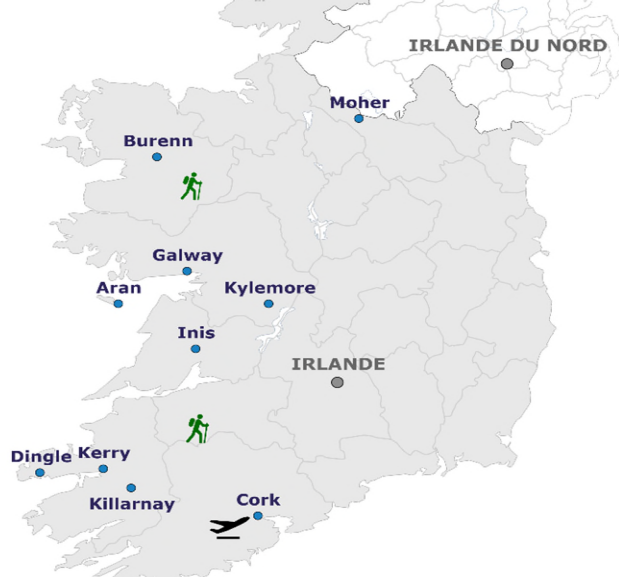 IRLANDE DU NORD
Moher
Burenn
Galway
Aran
Kylemore
Inis
IRLANDE
Dingle
Kerry
Killarnay
Cork